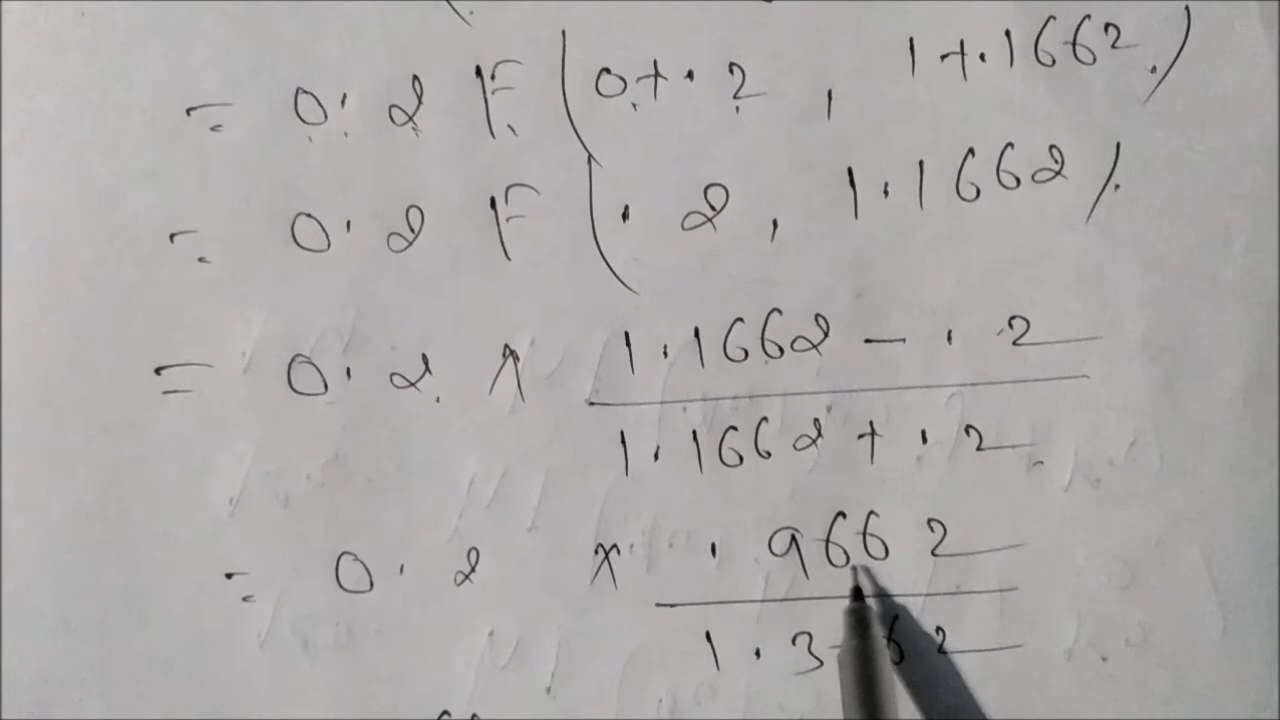 = 0.2 F (0+.2, 1+.1662)
= 0.2 F (.2, 1.1662)
= 0.2 x 1.1662 - .2
1.1662 + .2
= 0.2 x .9662
1.3 62